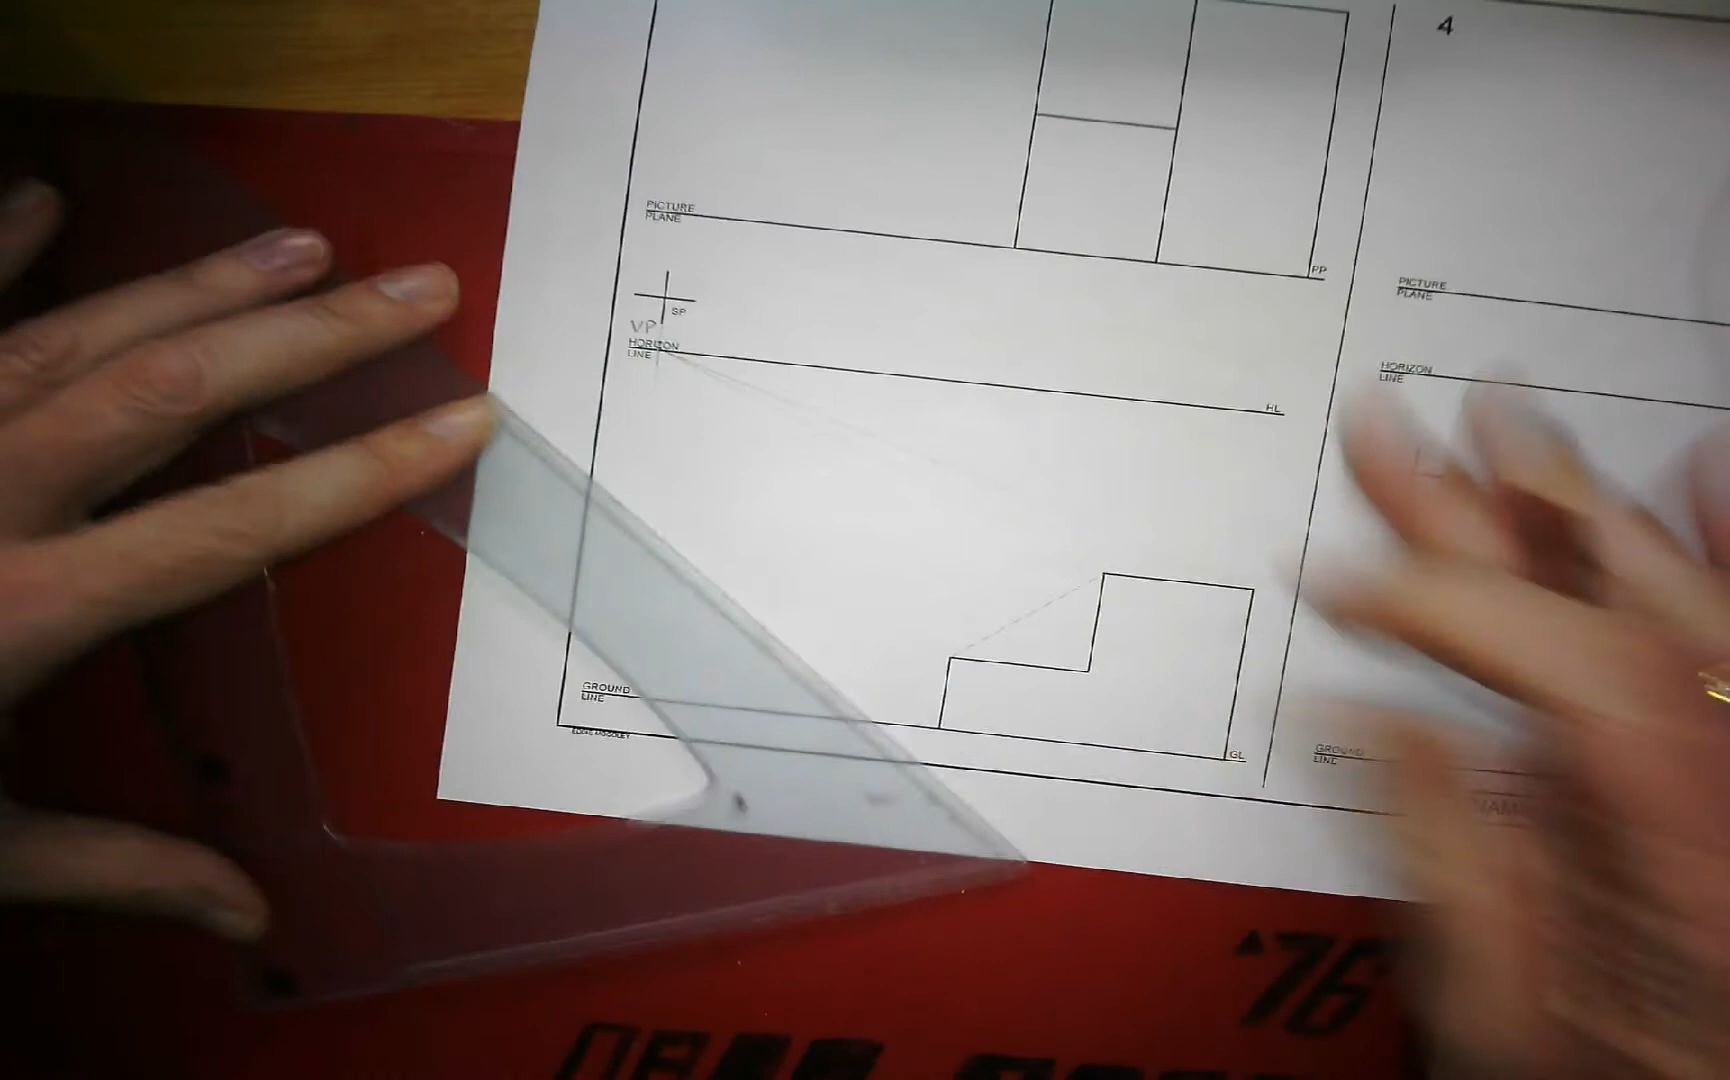 4
PICTURE
PLANE
PP
SP
VP
HORIZON
LINE
HL
GROUND
LINE
GL
PICTURE
PLANE
HORIZON
LINE
GROUND
LINE
'76